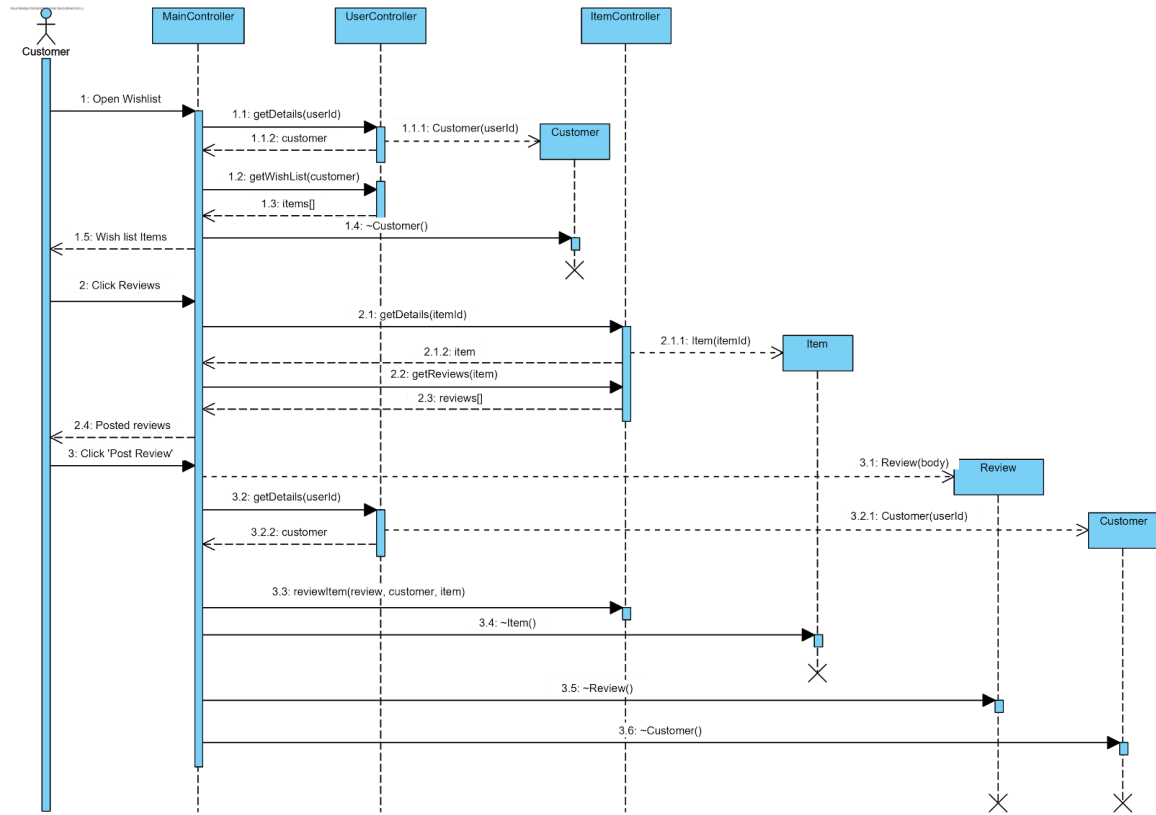 MainController
UserController
ItemController
Customer
1: Open Wishlist
1.1: getDetails(userId)
1.1.1: Customer(userId)
Customer
1.1.2: customer
1.2: getWishList(customer)
1.3: items[]
1.4: ~Customer()
1.5: Wish list Items
2: Click Reviews
2.1: getDetails(itemId)
2.1.1: Item(itemId)
Item
2.1.2: item
2.2: getReviews(item)
2.3: reviews[]
2.4: Posted reviews
3: Click 'Post Review'
3.1: Review(body)
Review
3.2: getDetails(userId)
3.2.1: Customer(userId)
Customer
3.2.2: customer
3.3: reviewItem(review, customer, item)
3.4: ~Item()
3.5: ~Review()
3.6: ~Customer()